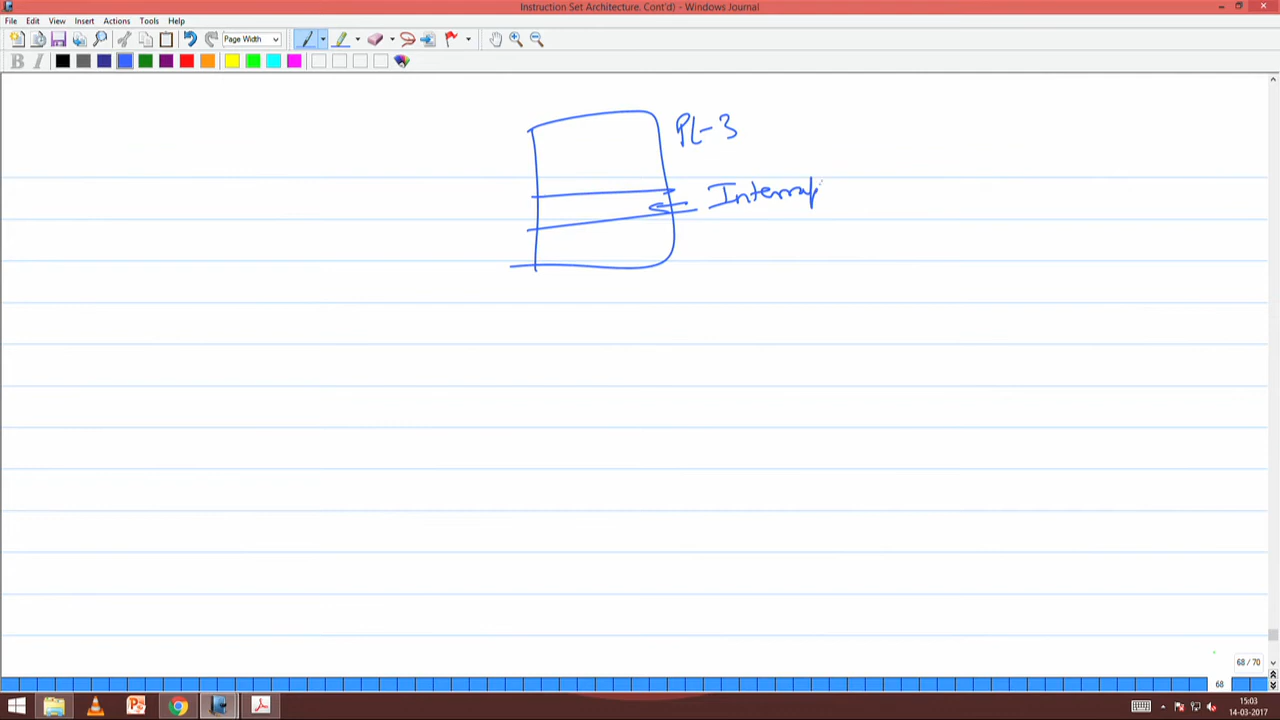 Instruction Set Architecture. Cont'd) - Windows Journal
File Edit View Insert Actions Tools Help
Page Width
B I
PL-3
Interrup
68 / 70
68
15:03
14-03-2017